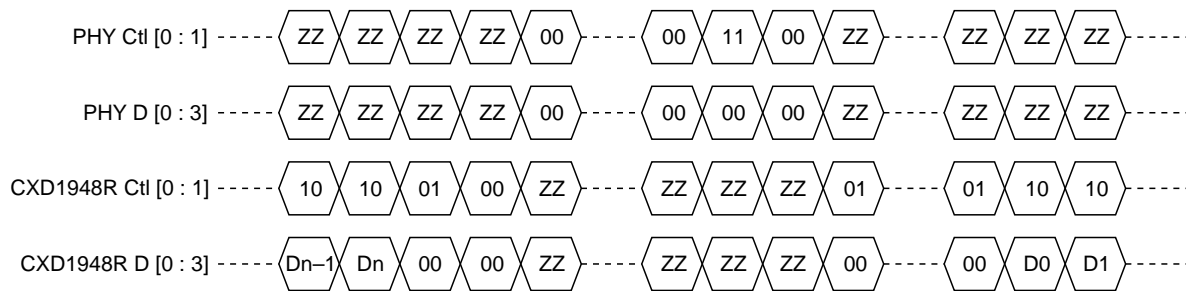 PHY Ctl [0 : 1] ZZ ZZ ZZ ZZ 00 00 11 00 ZZ ZZ ZZ ZZ
PHY D [0 : 3] ZZ ZZ ZZ ZZ 00 00 00 00 ZZ ZZ ZZ ZZ
CXD1948R Ctl [0 : 1] 10 10 01 00 ZZ ZZ ZZ ZZ 01 01 10 10
CXD1948R D [0 : 3] Dn–1 Dn 00 00 ZZ ZZ ZZ ZZ 00 00 D0 D1